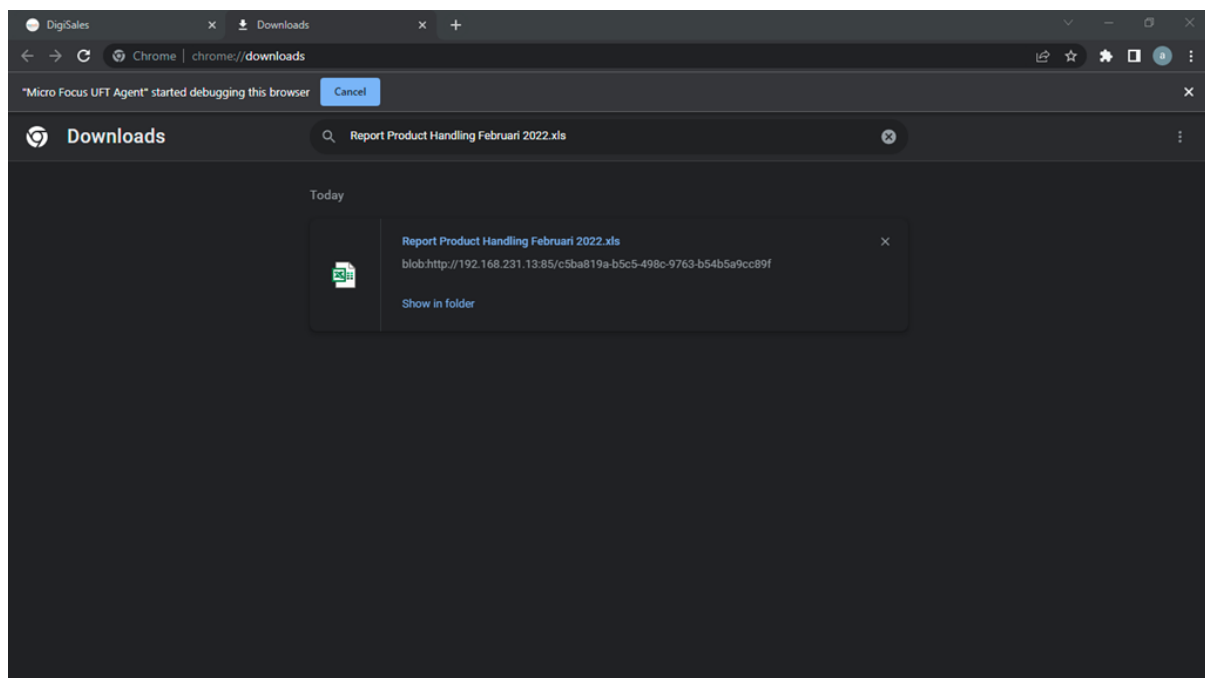 DigiSales
Downloads
Chrome | chrome://downloads
a
"Micro Focus UFT Agent" started debugging this browser
Cancel
Downloads
Report Product Handling Februari 2022.xls
Today
Report Product Handling Februari 2022.xls
blob:http://192.168.231.13:85/c5ba819a-b5c5-498c-9763-b54b5a9cc89f
Show in folder